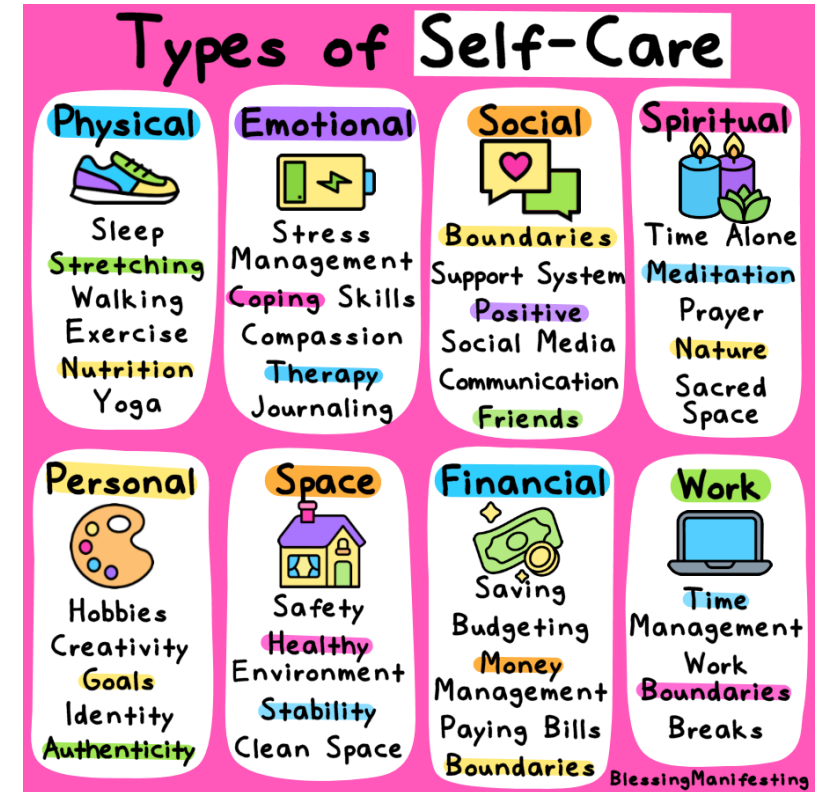 Types of Self-Care
Physical
Sleep
Stretching
Walking
Exercise
Nutrition
Yoga
Emotional
Stress
Management
Coping Skills
Compassion
Therapy
Journaling
Social
Boundaries
Support System
Positive
Social Media
Communication
Friends
Spiritual
Time Alone
Meditation
Prayer
Nature
Sacred
Space
Personal
Hobbies
Creativity
Goals
Identity
Authenticity
Space
Safety
Healthy
Environment
Stability
Clean Space
Financial
Saving
Budgeting
Money
Management
Paying Bills
Boundaries
Work
Time
Management
Work
Boundaries
Breaks
BlessingManifesting